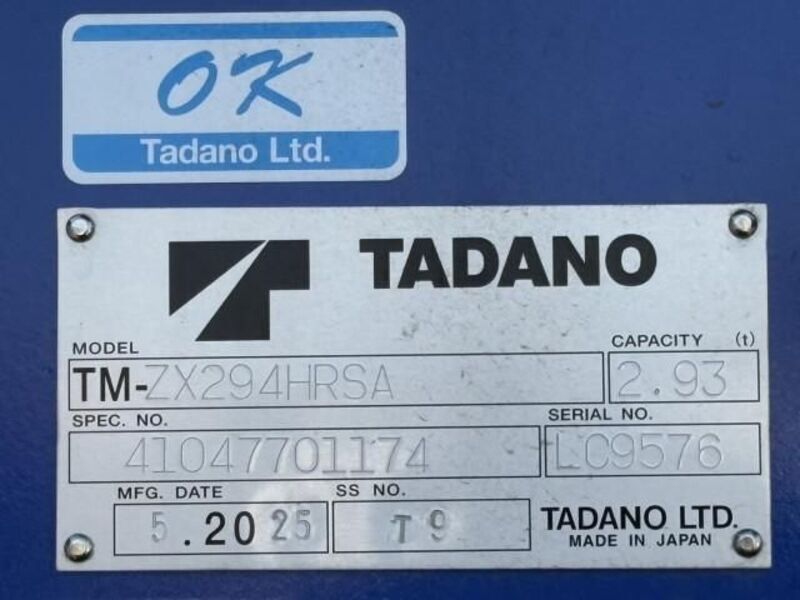 OK
Tadano Ltd.
TADANO
MODEL
CAPACITY (t)
TM-ZX294HRSA
2.93
SPEC. NO.
SERIAL NO.
41047701174
LC9576
MFG. DATE
SS NO.
5.2025
T9
TADANO LTD.
MADE IN JAPAN